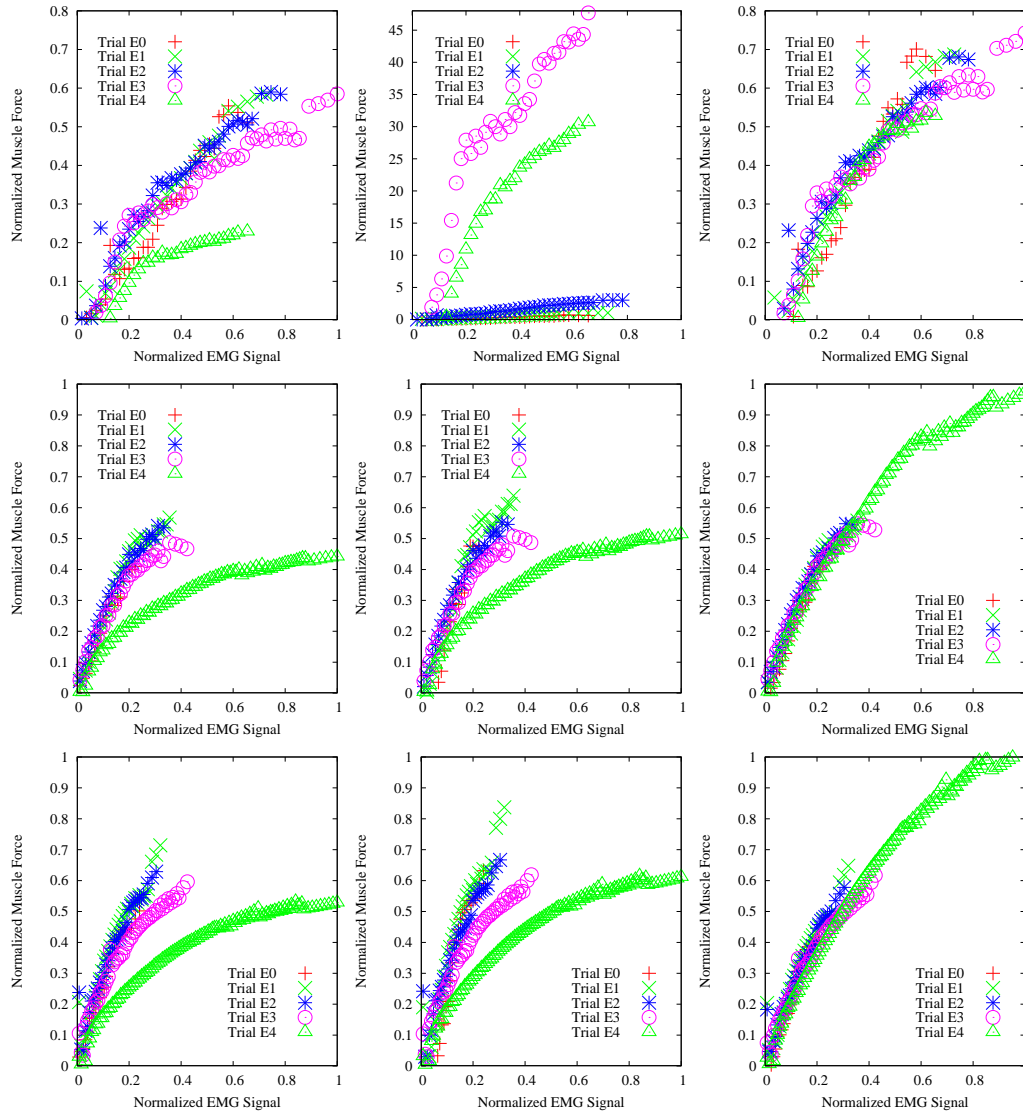 0.8
0.7
0.6
0.5
0.4
0.3
0.2
0.1
0
0 0.2 0.4 0.6 0.8 1
Normalized Muscle Force
Normalized EMG Signal
Trial E0
Trial E1
Trial E2
Trial E3
Trial E4
45
40
35
30
25
20
15
10
5
0
0 0.2 0.4 0.6 0.8 1
Normalized Muscle Force
Normalized EMG Signal
Trial E0
Trial E1
Trial E2
Trial E3
Trial E4
0.8
0.7
0.6
0.5
0.4
0.3
0.2
0.1
0
0 0.2 0.4 0.6 0.8 1
Normalized Muscle Force
Normalized EMG Signal
Trial E0
Trial E1
Trial E2
Trial E3
Trial E4
1
0.9
0.8
0.7
0.6
0.5
0.4
0.3
0.2
0.1
0
0 0.2 0.4 0.6 0.8 1
Normalized Muscle Force
Normalized EMG Signal
Trial E0
Trial E1
Trial E2
Trial E3
Trial E4
1
0.9
0.8
0.7
0.6
0.5
0.4
0.3
0.2
0.1
0
0 0.2 0.4 0.6 0.8 1
Normalized Muscle Force
Normalized EMG Signal
Trial E0
Trial E1
Trial E2
Trial E3
Trial E4
1
0.9
0.8
0.7
0.6
0.5
0.4
0.3
0.2
0.1
0
0 0.2 0.4 0.6 0.8 1
Normalized Muscle Force
Normalized EMG Signal
Trial E0
Trial E1
Trial E2
Trial E3
Trial E4
1
0.9
0.8
0.7
0.6
0.5
0.4
0.3
0.2
0.1
0
0 0.2 0.4 0.6 0.8 1
Normalized Muscle Force
Normalized EMG Signal
Trial E0
Trial E1
Trial E2
Trial E3
Trial E4
1
0.9
0.8
0.7
0.6
0.5
0.4
0.3
0.2
0.1
0
0 0.2 0.4 0.6 0.8 1
Normalized Muscle Force
Normalized EMG Signal
Trial E0
Trial E1
Trial E2
Trial E3
Trial E4
1
0.9
0.8
0.7
0.6
0.5
0.4
0.3
0.2
0.1
0
0 0.2 0.4 0.6 0.8 1
Normalized Muscle Force
Normalized EMG Signal
Trial E0
Trial E1
Trial E2
Trial E3
Trial E4